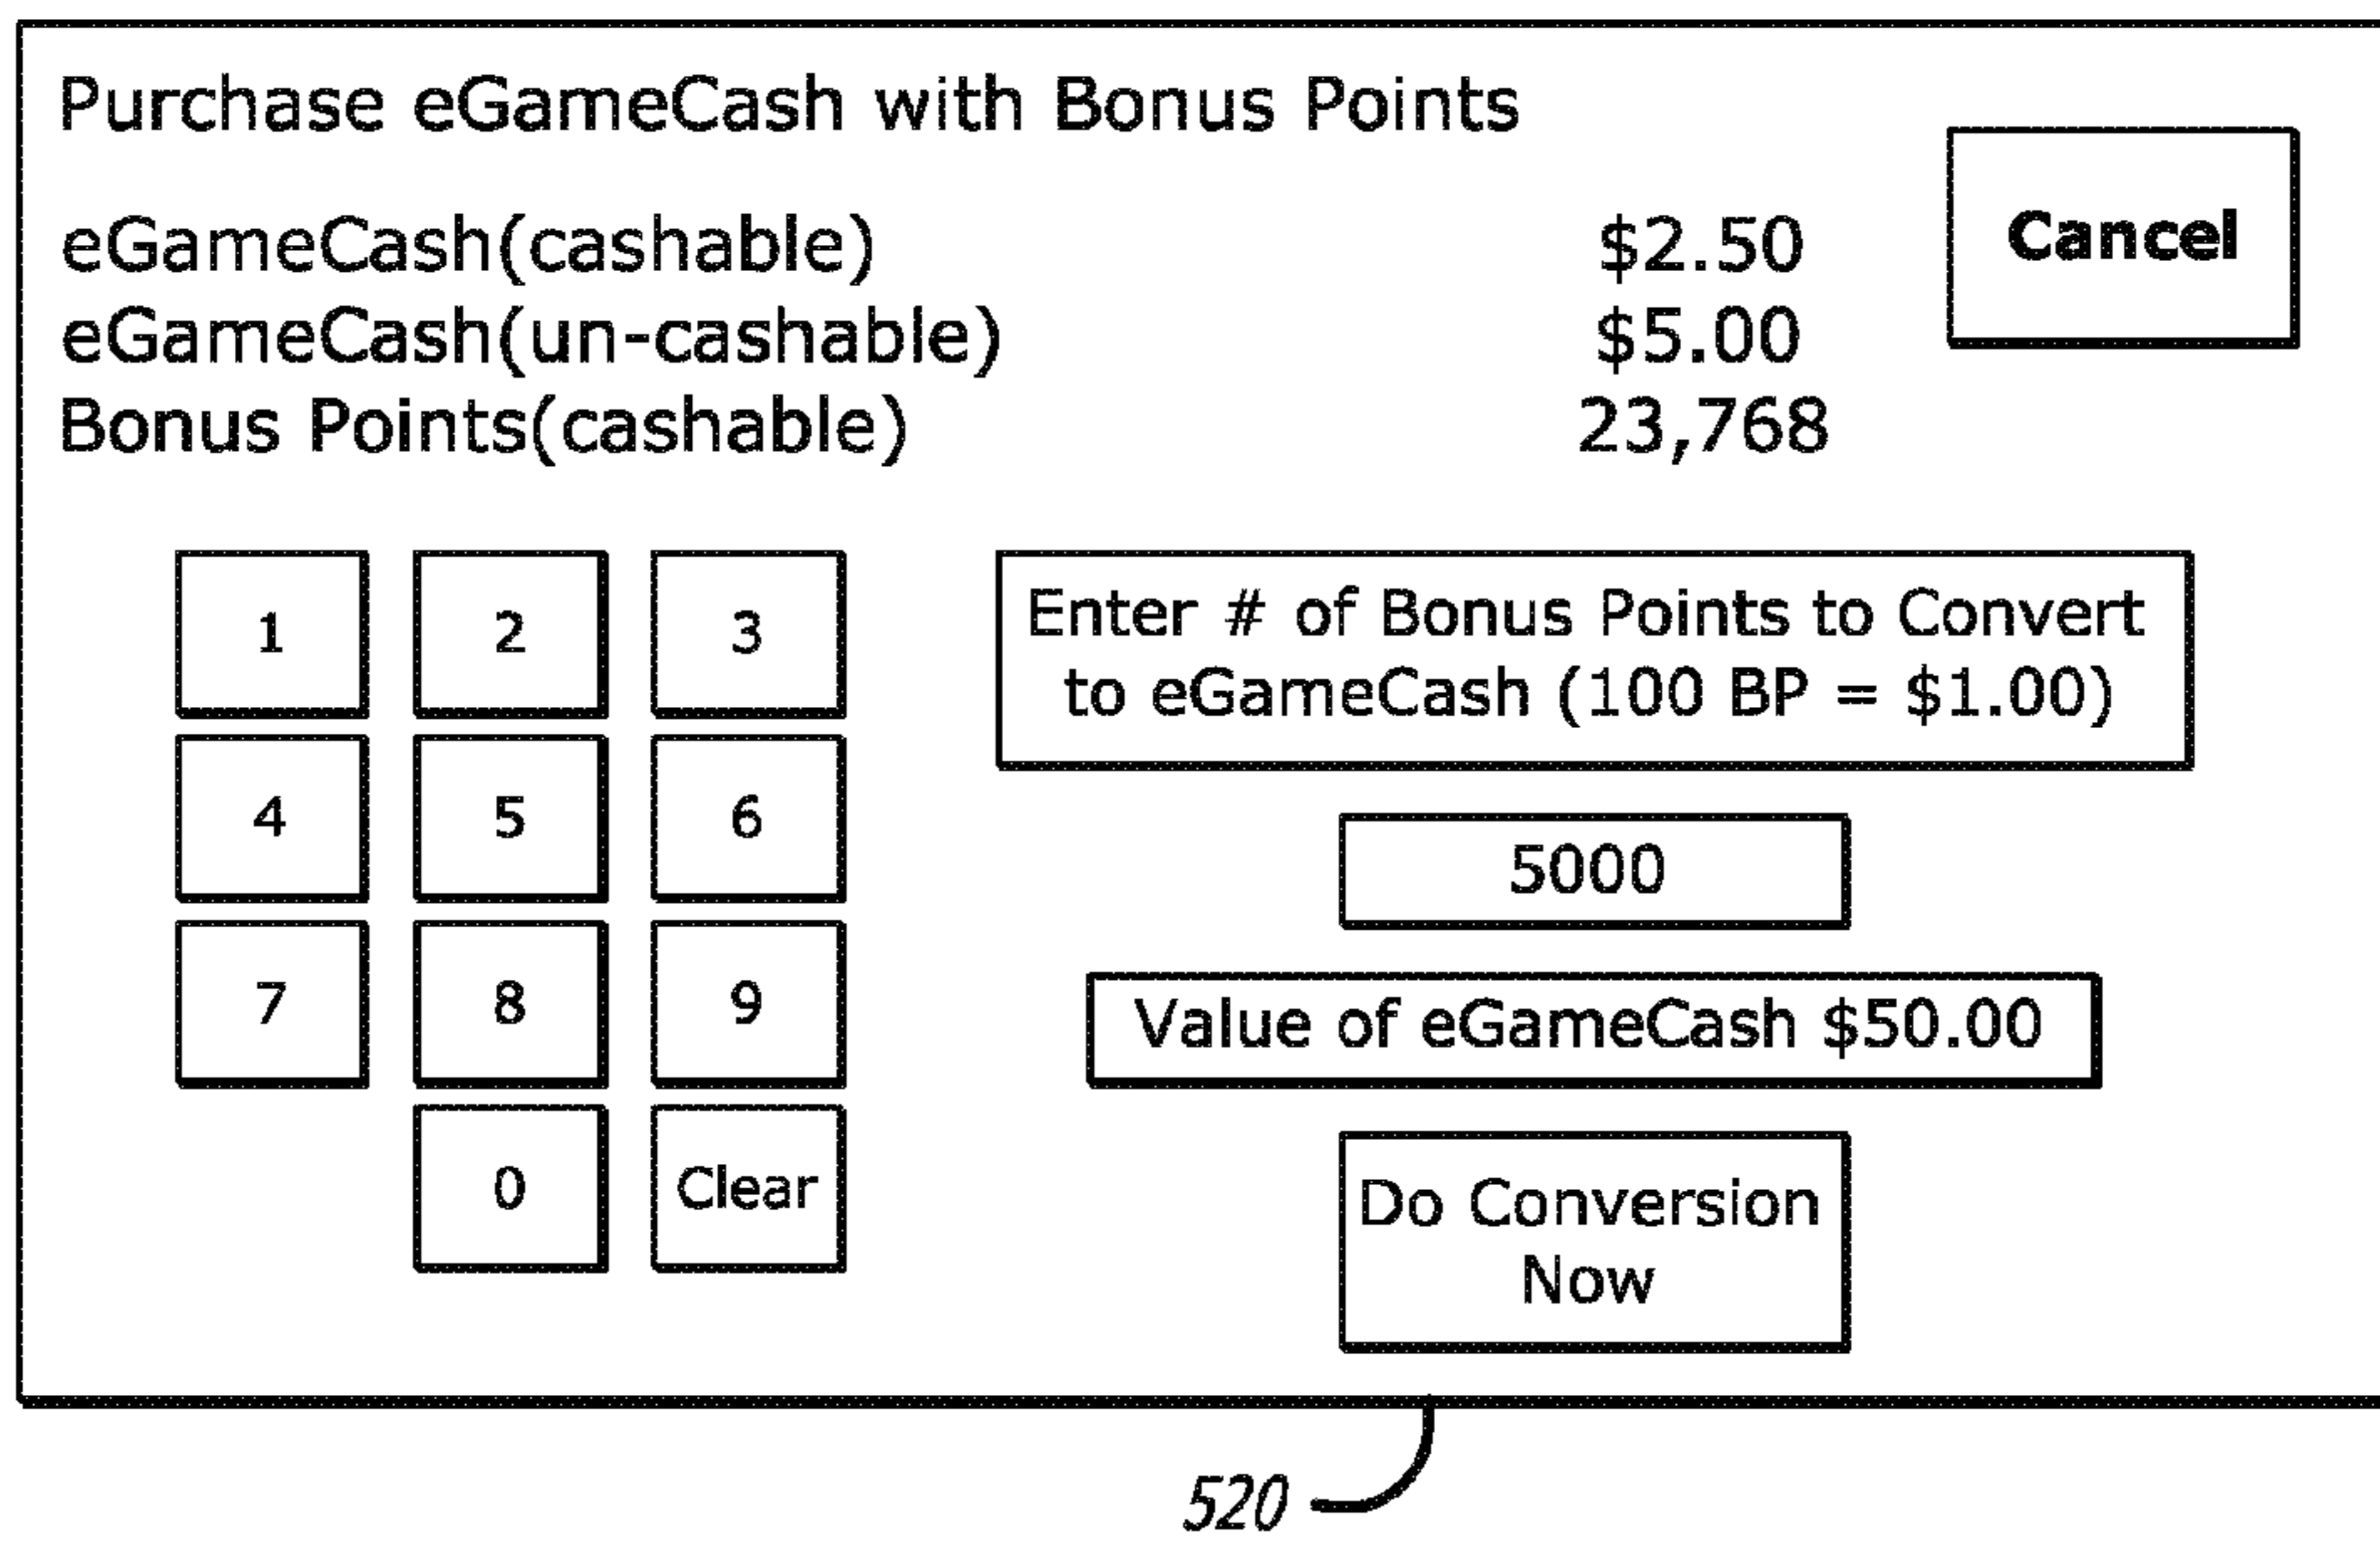 Purchase eGameCash with Bonus Points
Cancel
eGameCash(cashable) $2.50
eGameCash(un-cashable) $5.00
Bonus Points(cashable) 23,768
1 2 3
4 5 6
7 8 9
0 Clear
Enter # of Bonus Points to Convert
to eGameCash (100 BP = $1.00)
5000
Value of eGameCash $50.00
Do Conversion
Now
520